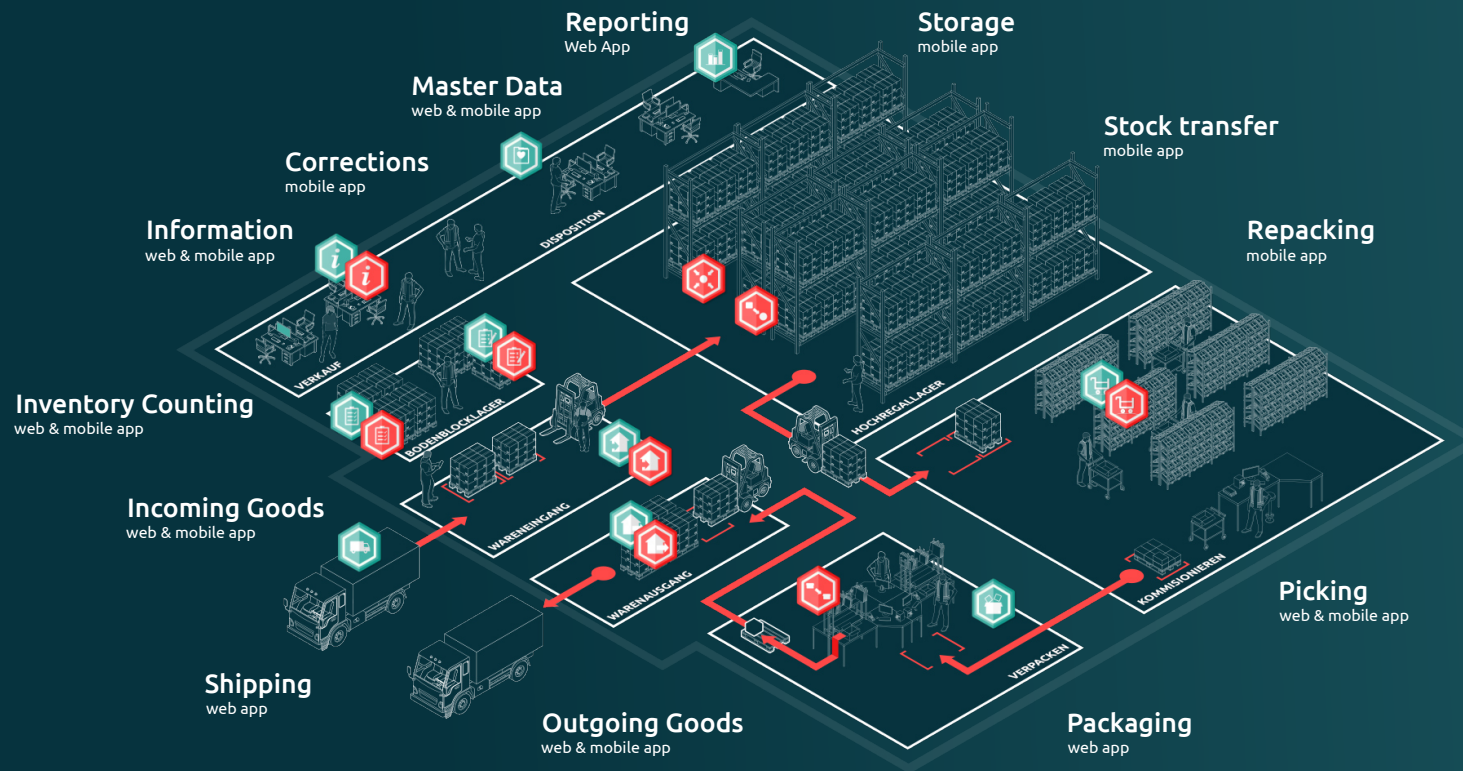 Reporting
Web App
Storage
mobile app
Master Data
web & mobile app
Stock transfer
mobile app
Corrections
mobile app
Information
web & mobile app
Repacking
mobile app
DISPOSITION
VERKAUF
HOCHREGALLAGER
Inventory Counting
web & mobile app
BODENBLOCKLAGER
Incoming Goods
web & mobile app
WARENEINGANG
WARENAUSGANG
KOMMISIONIEREN
Picking
web & mobile app
VERPACKEN
Shipping
web app
Outgoing Goods
web & mobile app
Packaging
web app